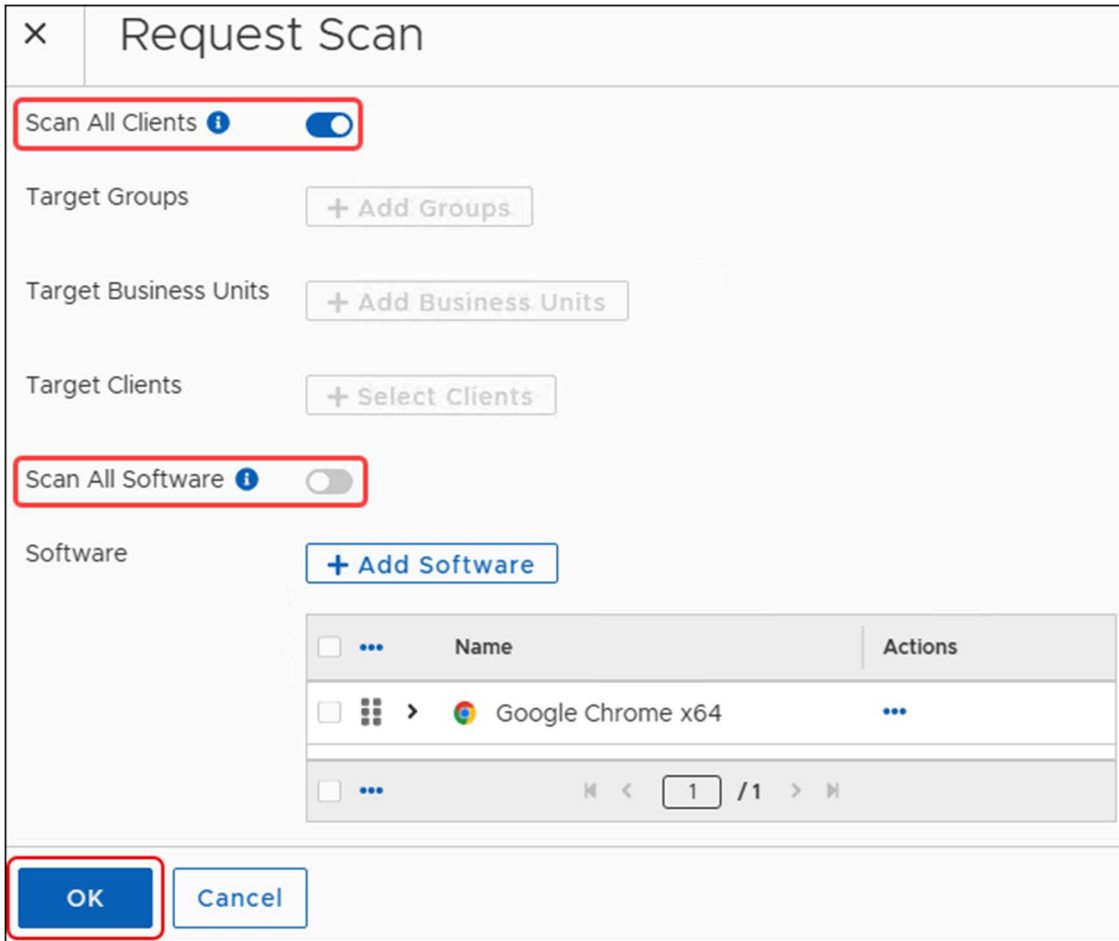 Request Scan
Scan All Clients
Target Groups
+ Add Groups
Target Business Units
+ Add Business Units
Target Clients
+ Select Clients
Scan All Software
Software
+ Add Software
Name Actions
Google Chrome x64
1 / 1
OK Cancel